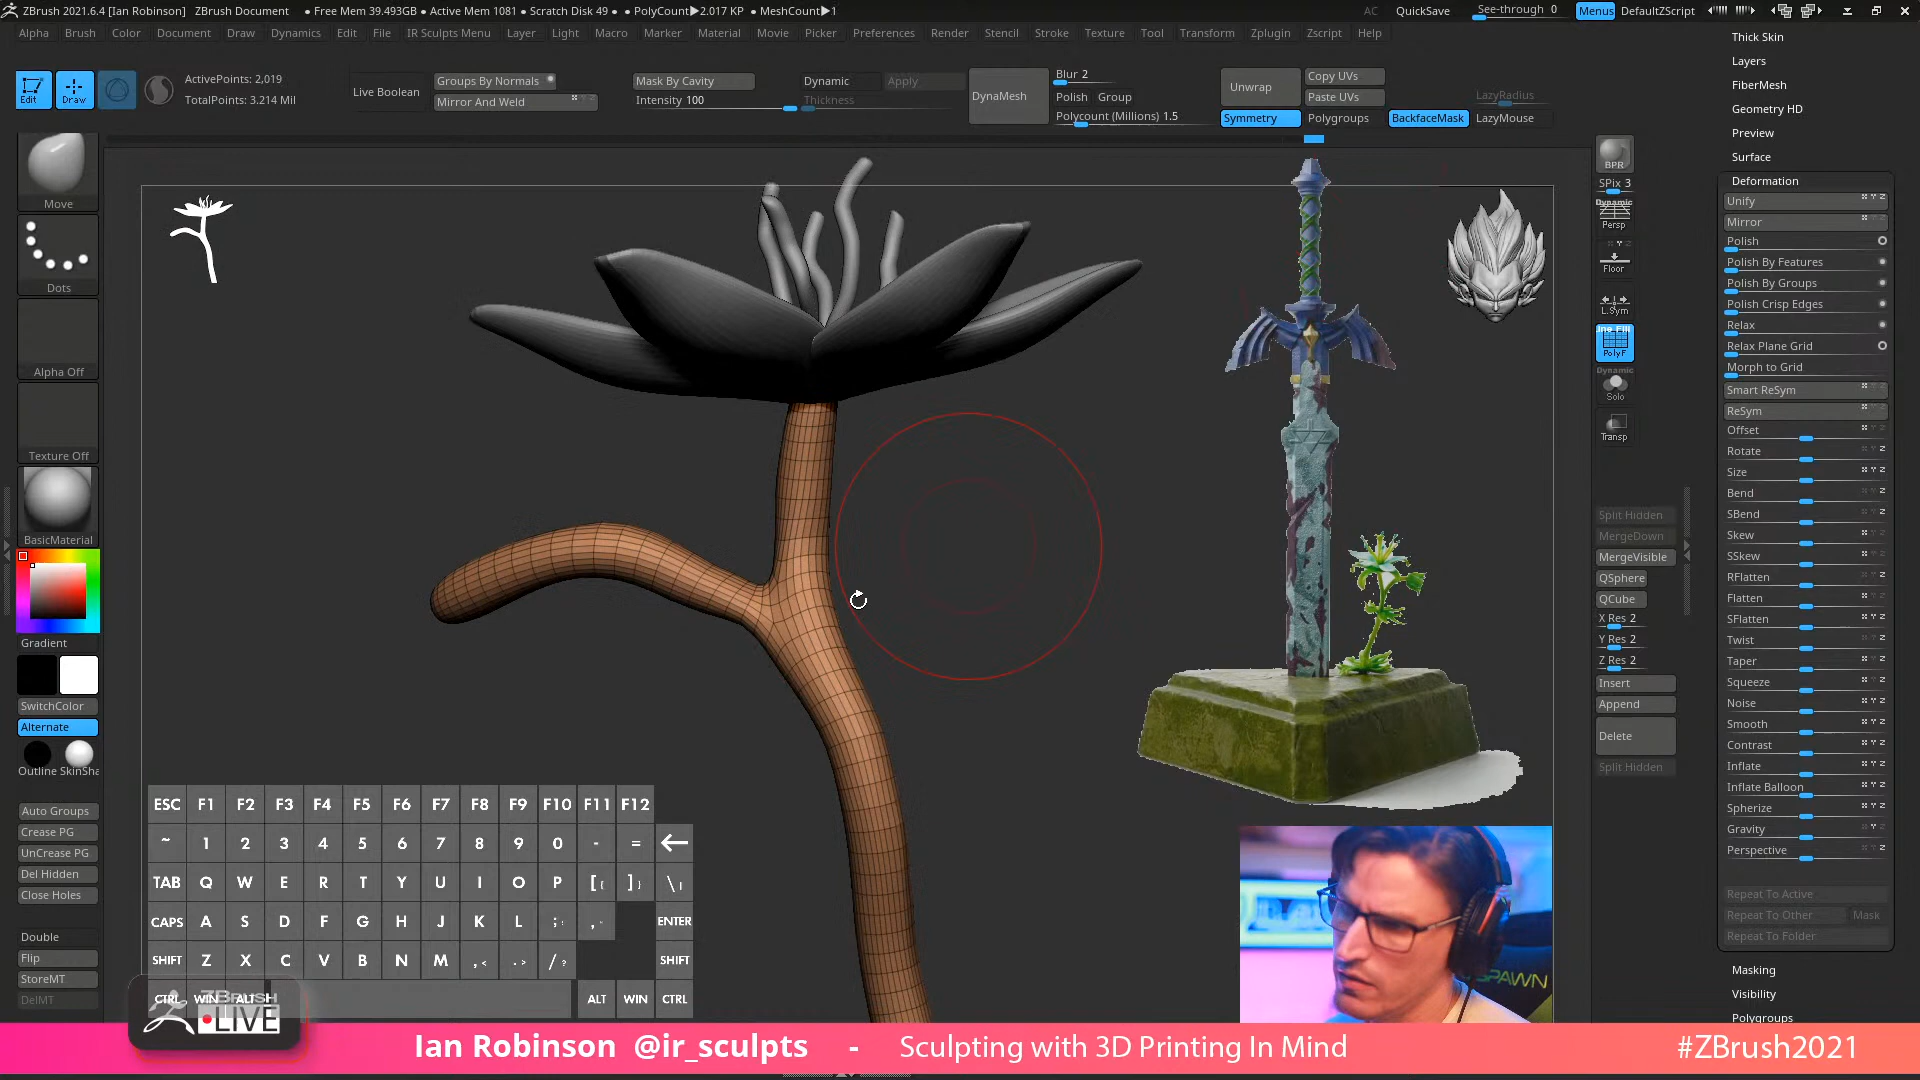 ZBrush 2021.6.4 [Ian Robinson] ZBrush Document • Free Mem 39.493GB • Active Mem 1081 • Scratch Disk 49 • PolyCount▶2.017 KP • MeshCount▶1 AC QuickSave See-through 0 Menus DefaultZScript
Alpha Brush Color Document Draw Dynamics Edit File IR Sculpts Menu Layer Light Macro Marker Material Movie Picker Preferences Render Stencil Stroke Texture Tool Transform Zplugin Zscript Help
Edit
Draw
ActivePoints: 2,019
TotalPoints: 3.214 Mil
Live Boolean
Groups By Normals
Mirror And Weld
Mask By Cavity
Intensity 100
Dynamic
Apply
Thickness
DynaMesh
Blur 2
Polish Group
Polycount (Millions) 1.5
Unwrap
Copy UVs
Paste UVs
Symmetry
Polygroups
BackfaceMask
LazyRadius
LazyMouse
Move
Dots
Alpha Off
Texture Off
BasicMaterial
Gradient
SwitchColor
Alternate
Outline SkinSha
Auto Groups
Crease PG
UnCrease PG
Del Hidden
Close Holes
Double
Flip
StoreMT
DelMT
ESC F1 F2 F3 F4 F5 F6 F7 F8 F9 F10 F11 F12
~ 1 2 3 4 5 6 7 8 9 0 - = ←
TAB Q W E R T Y U I O P [ { ] } \ |
CAPS A S D F G H J K L ; : , " ENTER
SHIFT Z X C V B N M , < . > / ? SHIFT
CTRL WIN ALT ALT WIN CTRL
ZBRUSH
LIVE
SPAWN
BPR
SPix 3
Dynamic
Persp
Floor
L.Sym
Line Fill
PolyF
Dynamic
Solo
Transp
Split Hidden
MergeDown
MergeVisible
QSphere
QCube
X Res 2
Y Res 2
Z Res 2
Insert
Append
Delete
Split Hidden
Thick Skin
Layers
FiberMesh
Geometry HD
Preview
Surface
Deformation
Unify
Mirror
Polish
Polish By Features
Polish By Groups
Polish Crisp Edges
Relax
Relax Plane Grid
Morph to Grid
Smart ReSym
ReSym
Offset
Rotate
Size
Bend
SBend
Skew
SSkew
RFlatten
Flatten
SFlatten
Twist
Taper
Squeeze
Noise
Smooth
Contrast
Inflate
Inflate Balloon
Spherize
Gravity
Perspective
Repeat To Active
Repeat To Other Mask
Repeat To Folder
Masking
Visibility
Polygroups
Ian Robinson @ir_sculpts - Sculpting with 3D Printing In Mind #ZBrush2021